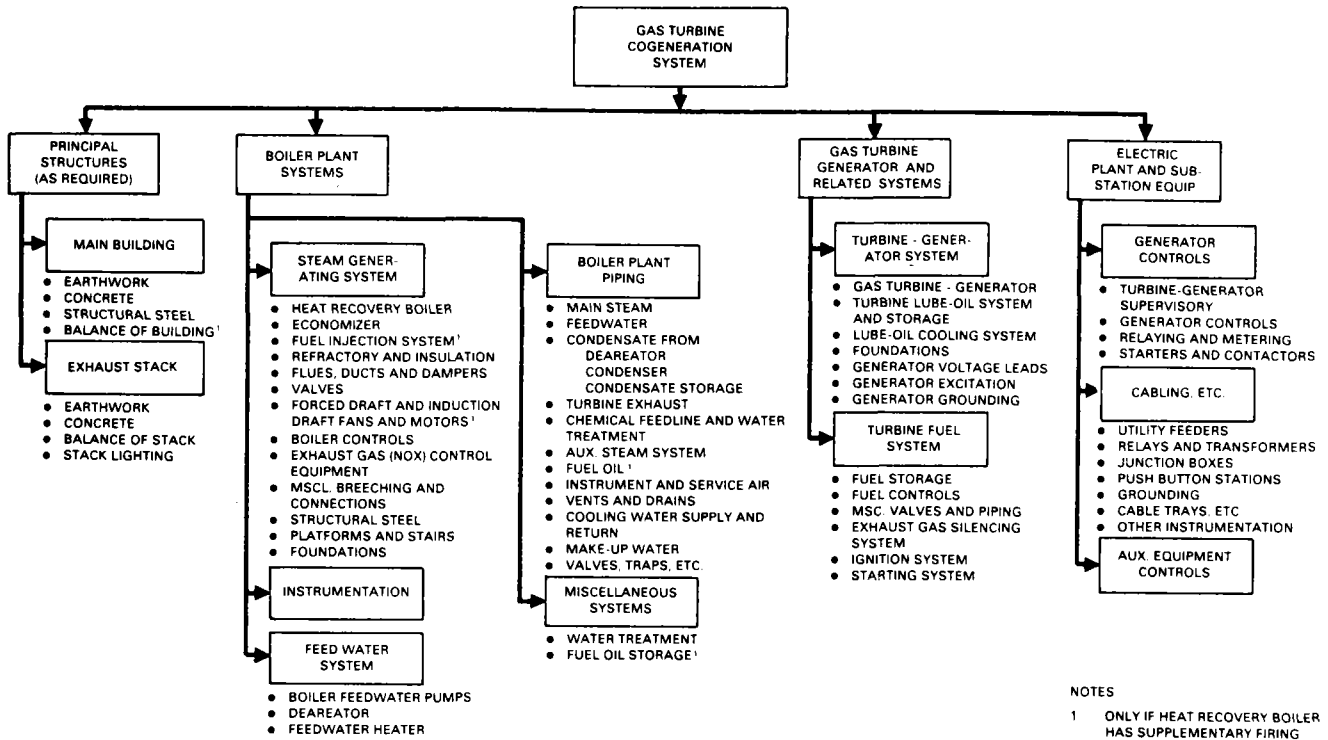 GAS TURBINE
COGENERATION
SYSTEM
PRINCIPAL
STRUCTURES
(AS REQUIRED)
MAIN BUILDING
• EARTHWORK
• CONCRETE
• STRUCTURAL STEEL
• BALANCE OF BUILDING¹
EXHAUST STACK
• EARTHWORK
• CONCRETE
• BALANCE OF STACK
• STACK LIGHTING
BOILER PLANT
SYSTEMS
STEAM GENER-
ATING SYSTEM
• HEAT RECOVERY BOILER
• ECONOMIZER
• FUEL INJECTION SYSTEM¹
• REFRACTORY AND INSULATION
• FLUES, DUCTS AND DAMPERS
• VALVES
• FORCED DRAFT AND INDUCTION
DRAFT FANS AND MOTORS¹
• BOILER CONTROLS
• EXHAUST GAS (NOX) CONTROL
EQUIPMENT
• MSCL. BREECHING AND
CONNECTIONS
• STRUCTURAL STEEL
• PLATFORMS AND STAIRS
• FOUNDATIONS
INSTRUMENTATION
FEED WATER
SYSTEM
• BOILER FEEDWATER PUMPS
• DEAREATOR
• FEEDWATER HEATER
BOILER PLANT
PIPING
• MAIN STEAM
• FEEDWATER
• CONDENSATE FROM
DEAREATOR
CONDENSER
CONDENSATE STORAGE
• TURBINE EXHAUST
• CHEMICAL FEEDLINE AND WATER
TREATMENT
• AUX. STEAM SYSTEM
• FUEL OIL¹
• INSTRUMENT AND SERVICE AIR
• VENTS AND DRAINS
• COOLING WATER SUPPLY AND
RETURN
• MAKE-UP WATER
• VALVES, TRAPS, ETC.
MISCELLANEOUS
SYSTEMS
• WATER TREATMENT
• FUEL OIL STORAGE¹
GAS TURBINE
GENERATOR AND
RELATED SYSTEMS
TURBINE - GENER-
ATOR SYSTEM
• GAS TURBINE - GENERATOR
• TURBINE LUBE-OIL SYSTEM
AND STORAGE
• LUBE-OIL COOLING SYSTEM
• FOUNDATIONS
• GENERATOR VOLTAGE LEADS
• GENERATOR EXCITATION
• GENERATOR GROUNDING
TURBINE FUEL
SYSTEM
• FUEL STORAGE
• FUEL CONTROLS
• MSC. VALVES AND PIPING
• EXHAUST GAS SILENCING
SYSTEM
• IGNITION SYSTEM
• STARTING SYSTEM
ELECTRIC
PLANT AND SUB-
STATION EQUIP
GENERATOR
CONTROLS
• TURBINE-GENERATOR
SUPERVISORY
• GENERATOR CONTROLS
• RELAYING AND METERING
• STARTERS AND CONTACTORS
CABLING, ETC.
• UTILITY FEEDERS
• RELAYS AND TRANSFORMERS
• JUNCTION BOXES
• PUSH BUTTON STATIONS
• GROUNDING
• CABLE TRAYS, ETC
• OTHER INSTRUMENTATION
AUX. EQUIPMENT
CONTROLS
NOTES
1 ONLY IF HEAT RECOVERY BOILER
HAS SUPPLEMENTARY FIRING